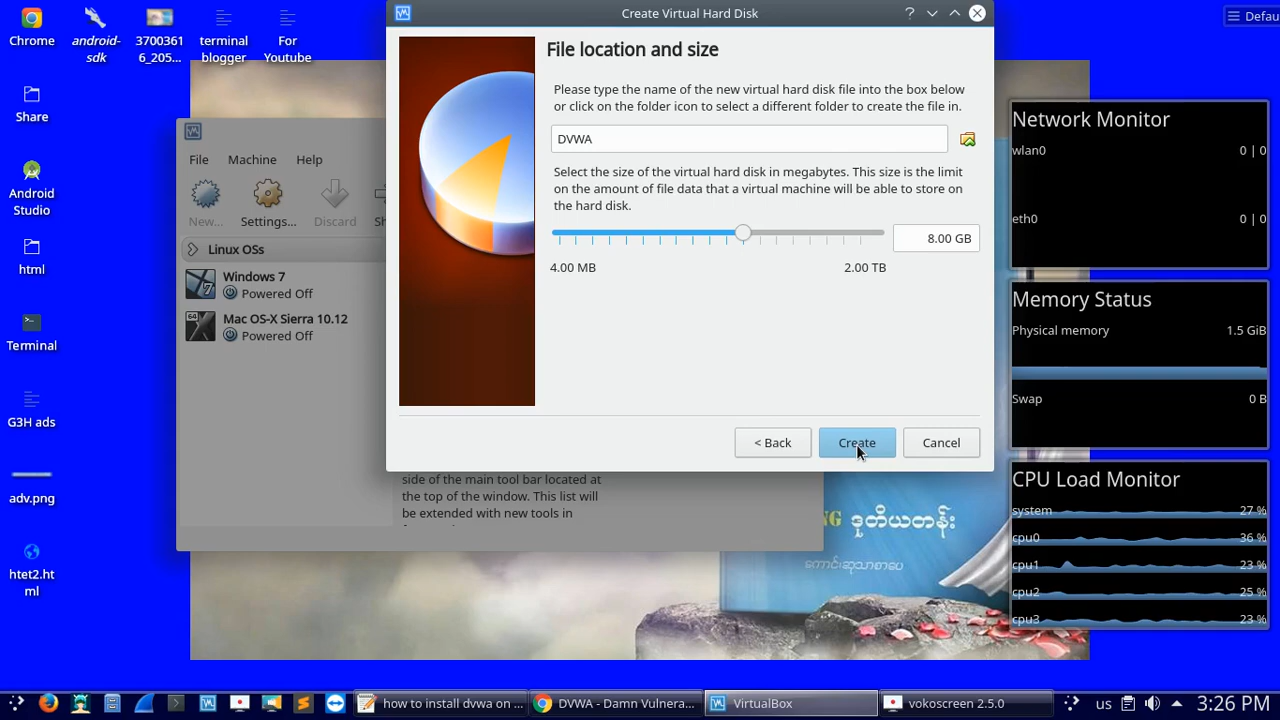 Chrome
android-
sdk
3700361
6_205...
terminal
blogger
For
Youtube
Share
Android
Studio
html
Terminal
G3H ads
adv.png
htet2.ht
ml
File
Machine
Help
New...
Settings...
Discard
Linux OSs
Windows 7
Powered Off
64
Mac OS-X Sierra 10.12
Powered Off
side of the main tool bar located at
the top of the window. This list will
be extended with new tools in
Create Virtual Hard Disk
File location and size
Please type the name of the new virtual hard disk file into the box below
or click on the folder icon to select a different folder to create the file in.
DVWA
Select the size of the virtual hard disk in megabytes. This size is the limit
on the amount of file data that a virtual machine will be able to store on
the hard disk.
8.00 GB
4.00 MB
2.00 TB
< Back
Create
Cancel
Defau
Network Monitor
wlan0 0 | 0
eth0 0 | 0
Memory Status
Physical memory 1.5 GiB
Swap 0 B
CPU Load Monitor
system 27 %
cpu0 36 %
cpu1 23 %
cpu2 25 %
cpu3 23 %
ဒုတိယတန်း
how to install dvwa on ...
DVWA - Damn Vulnera...
VirtualBox
vokoscreen 2.5.0
us
3:26 PM